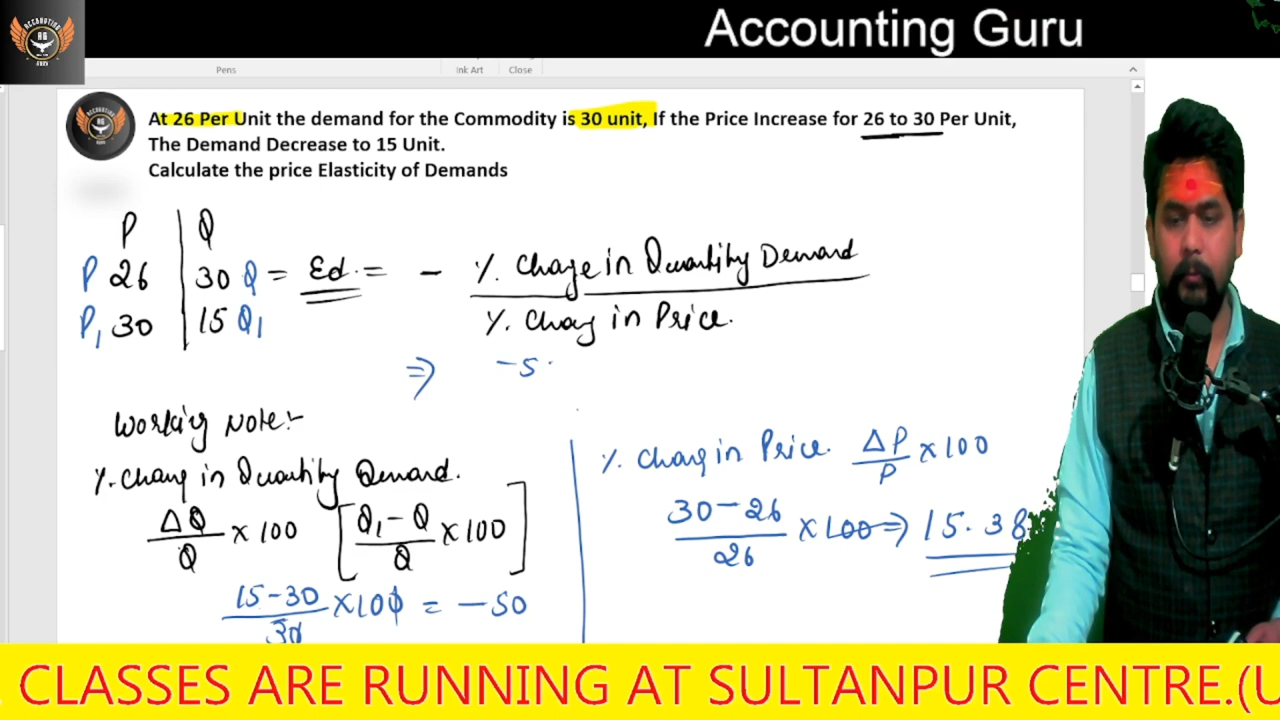 Accounting Guru
ACCOUNTING
AG
GURU
Pens
Ink Art
Close
At 26 Per Unit the demand for the Commodity is 30 unit, If the Price Increase for 26 to 30 Per Unit,
The Demand Decrease to 15 Unit.
Calculate the price Elasticity of Demands
P | Q
P 26 | 30 Q = Ed = - % Chage in Quantity Demand
P₁ 30 | 15 Q₁ % Chang in Price.
⇒ -5.
Working Note:-
% Chang in Quantity Demand.
ΔQ/Q × 100 [Q₁ - Q/Q × 100]
15-30/30 × 100 = -50
% Chang in Price. ΔP/P × 100
30-26/26 × 100 ⇒ 15.38
CLASSES ARE RUNNING AT SULTANPUR CENTRE.(U